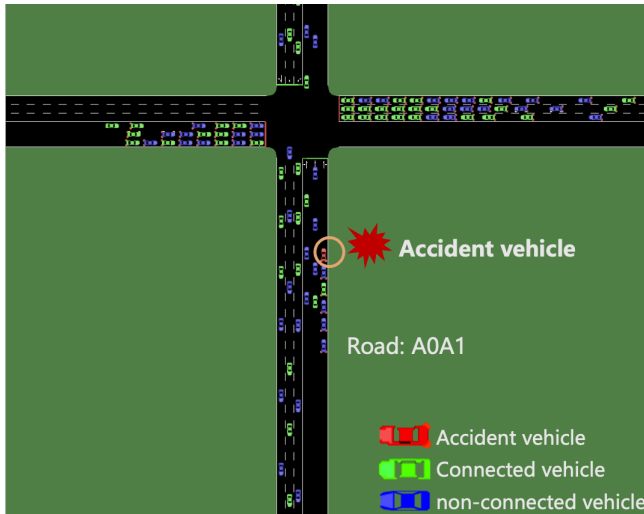 Accident vehicle
Road: A0A1
Accident vehicle
Connected vehicle
non-connected vehicle